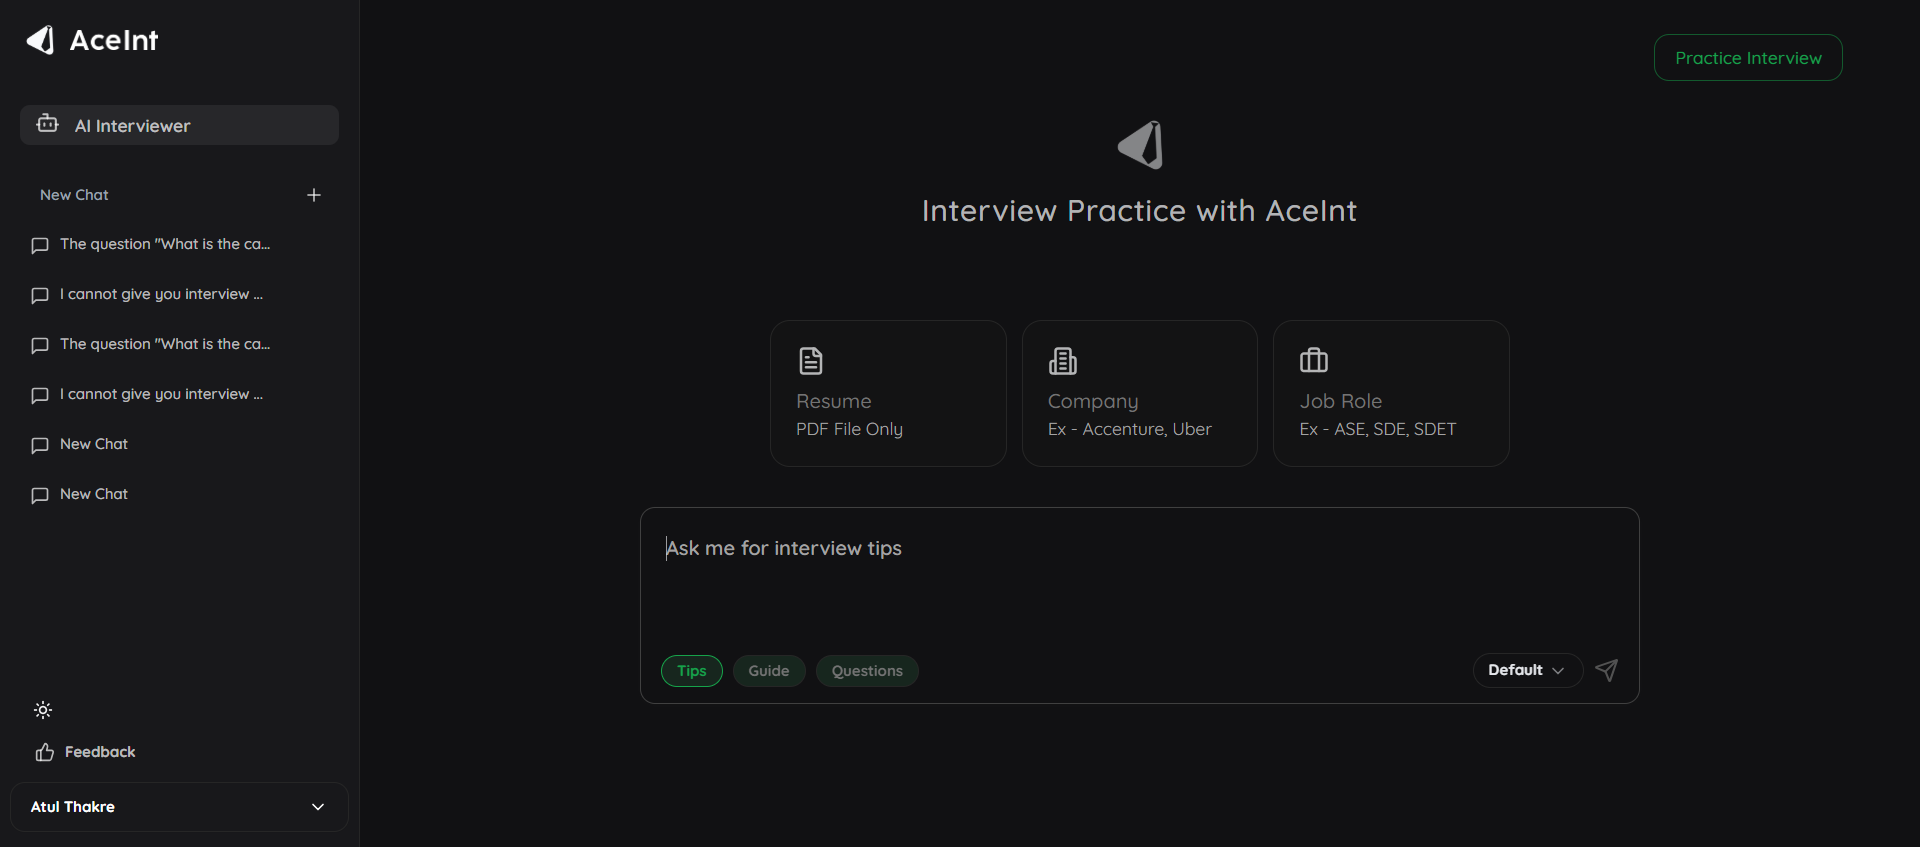 AceInt
AI Interviewer
New Chat
The question "What is the ca...
I cannot give you interview ...
The question "What is the ca...
I cannot give you interview ...
New Chat
New Chat
Feedback
Atul Thakre
Practice Interview
Interview Practice with AceInt
Resume
PDF File Only
Company
Ex - Accenture, Uber
Job Role
Ex - ASE, SDE, SDET
Ask me for interview tips
Tips
Guide
Questions
Default